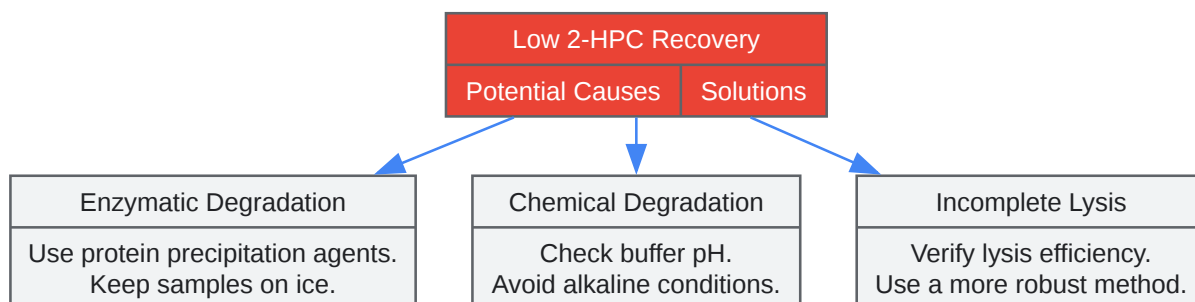 Low 2-HPC Recovery
Potential Causes
Solutions
Enzymatic Degradation
Use protein precipitation agents.
Keep samples on ice.
Chemical Degradation
Check buffer pH.
Avoid alkaline conditions.
Incomplete Lysis
Verify lysis efficiency.
Use a more robust method.